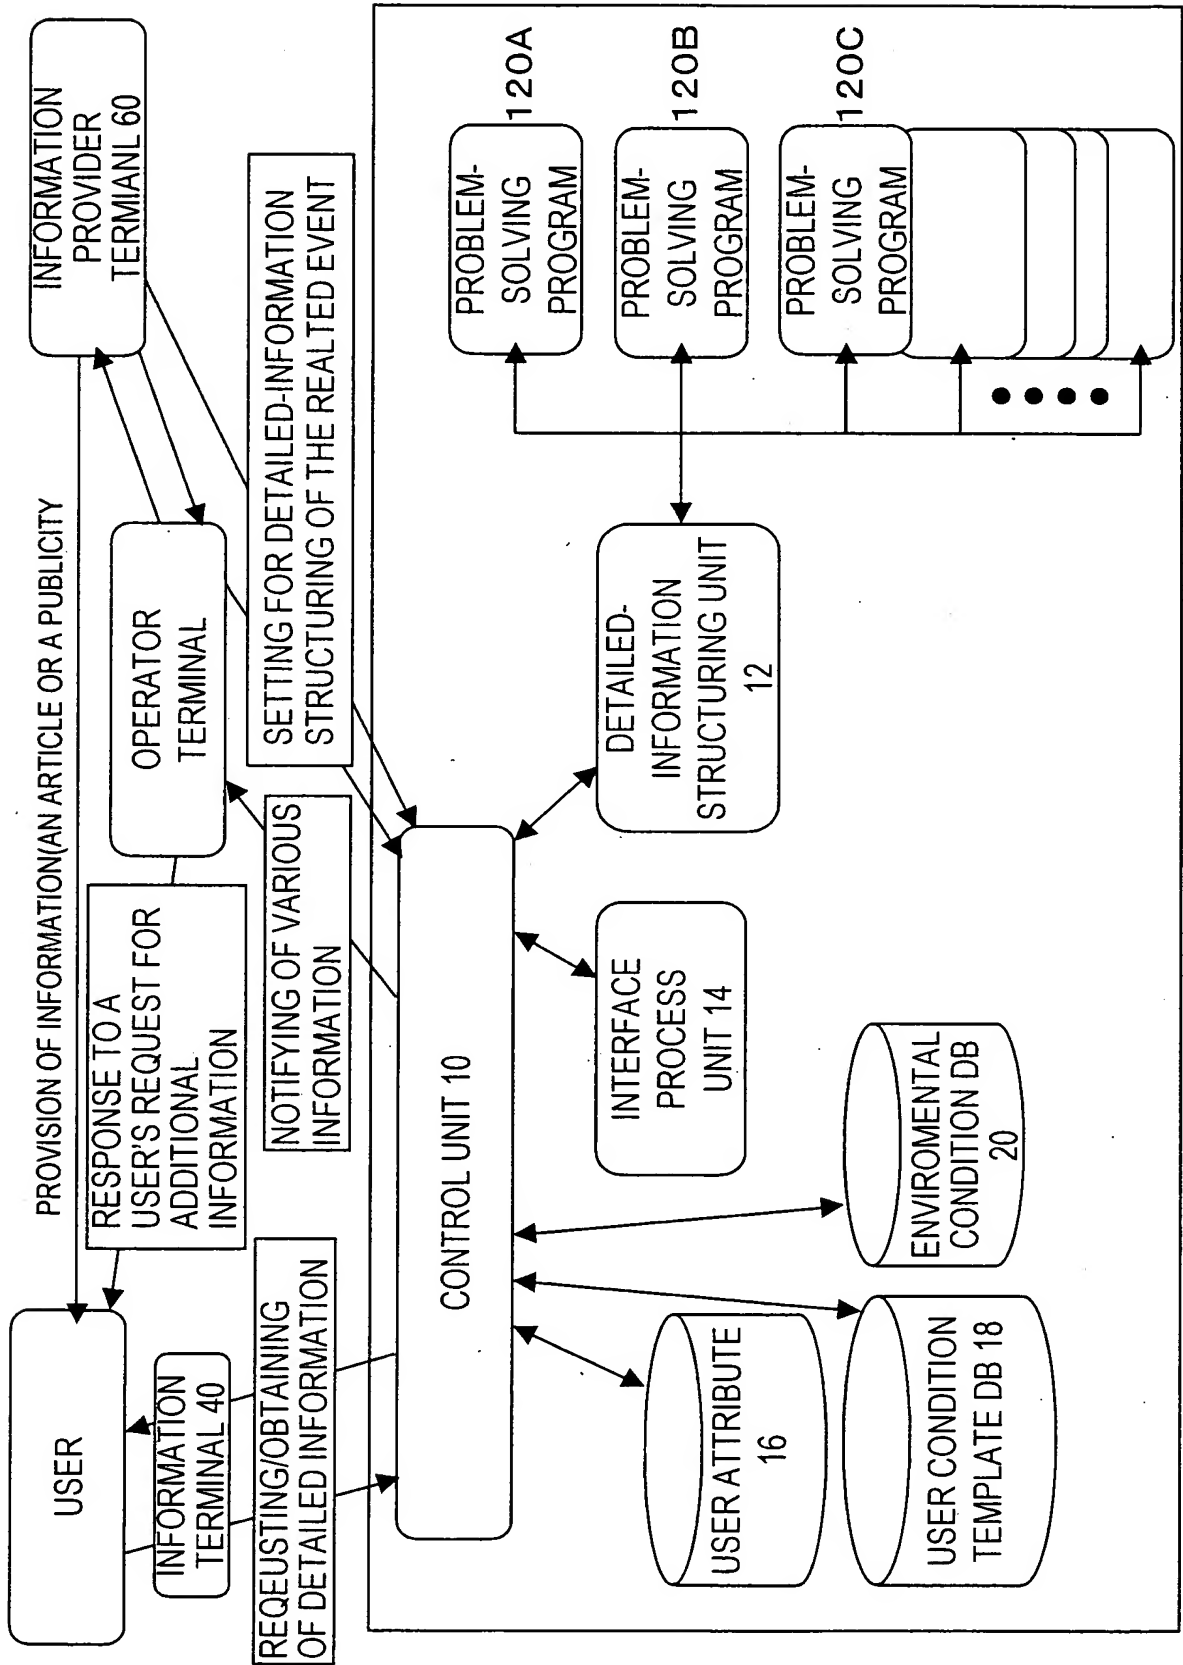 USER
INFORMATION
TERMINAL 40
REQEUSTING/OBTAINING
OF DETAILED INFORMATION
PROVISION OF INFORMATION(AN ARTICLE OR A PUBLICITY
RESPONSE TO A
USER'S REQUEST FOR
ADDITIONAL
INFORMATION
OPERATOR
TERMINAL
NOTIFYING OF VARIOUS
INFORMATION
INFORMATION
PROVIDER
TERMIANL 60
SETTING FOR DETAILED-INFORMATION
STRUCTURING OF THE REALTED EVENT
CONTROL UNIT 10
USER ATTRIBUTE
16
USER CONDITION
TEMPLATE DB 18
ENVIROMENTAL
CONDITION DB
20
INTERFACE
PROCESS
UNIT 14
DETAILED-
INFORMATION
STRUCTURING UNIT
12
PROBLEM-
SOLVING
PROGRAM
120A
PROBLEM-
SOLVING
PROGRAM
120B
PROBLEM-
SOLVING
PROGRAM
120C